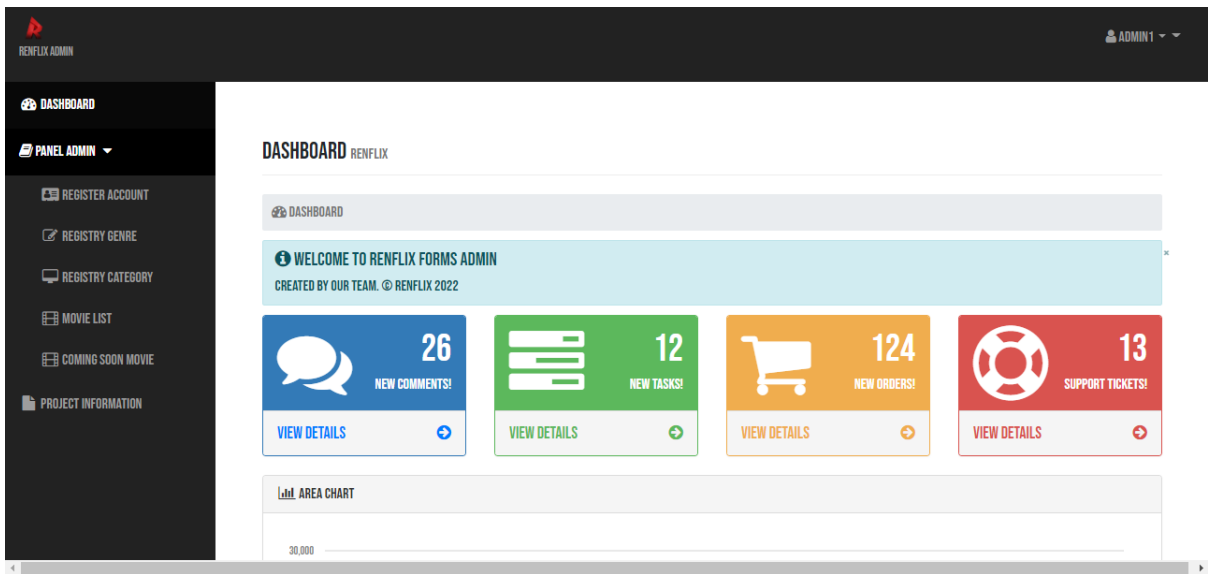 RENFLIX ADMIN
ADMIN1
DASHBOARD
PANEL ADMIN
REGISTER ACCOUNT
REGISTRY GENRE
REGISTRY CATEGORY
MOVIE LIST
COMING SOON MOVIE
PROJECT INFORMATION
DASHBOARD RENFLIX
DASHBOARD
WELCOME TO RENFLIX FORMS ADMIN
×
CREATED BY OUR TEAM. © RENFLIX 2022
26
NEW COMMENTS!
VIEW DETAILS
12
NEW TASKS!
VIEW DETAILS
124
NEW ORDERS!
VIEW DETAILS
13
SUPPORT TICKETS!
VIEW DETAILS
AREA CHART
30,000